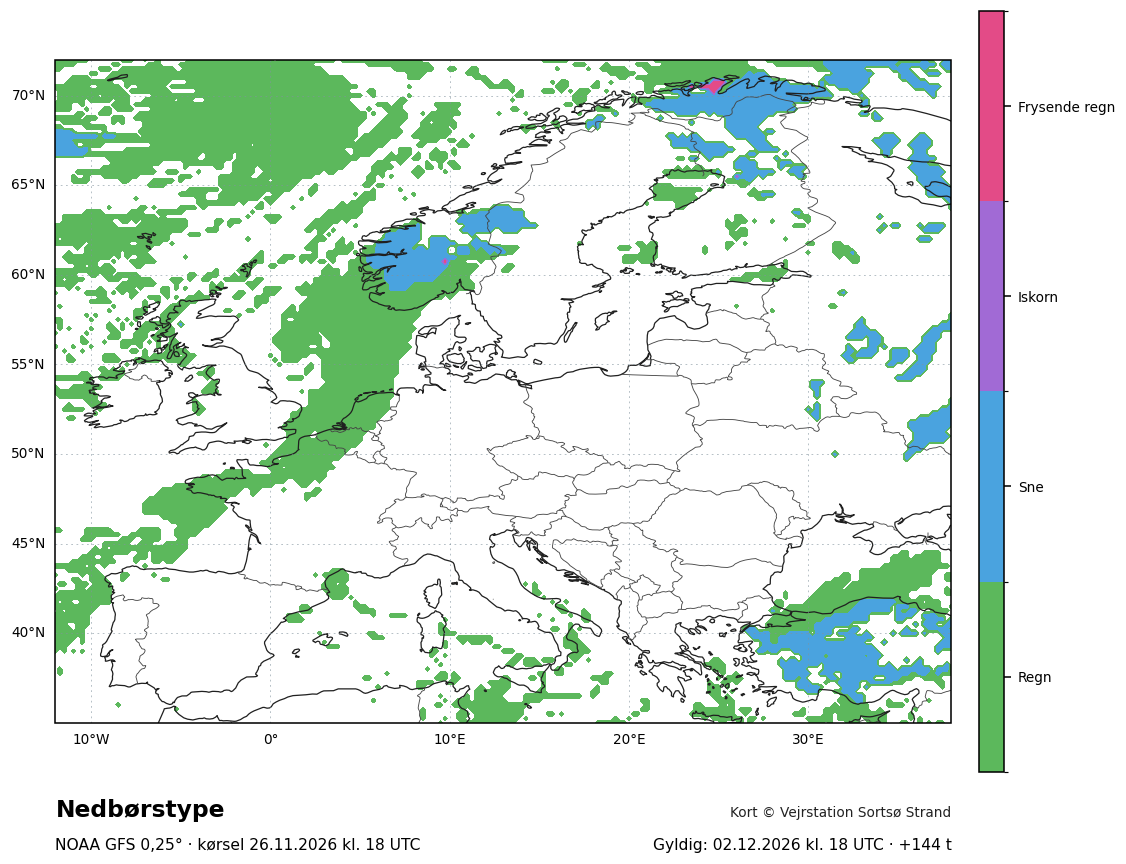 Frysende regn
Iskorn
Sne
Regn
70°N
65°N
60°N
55°N
50°N
45°N
40°N
10°W
0°
10°E
20°E
30°E
Nedbørstype
Kort © Vejrstation Sortsø Strand
NOAA GFS 0,25° · kørsel 26.11.2026 kl. 18 UTC
Gyldig: 02.12.2026 kl. 18 UTC · +144 t